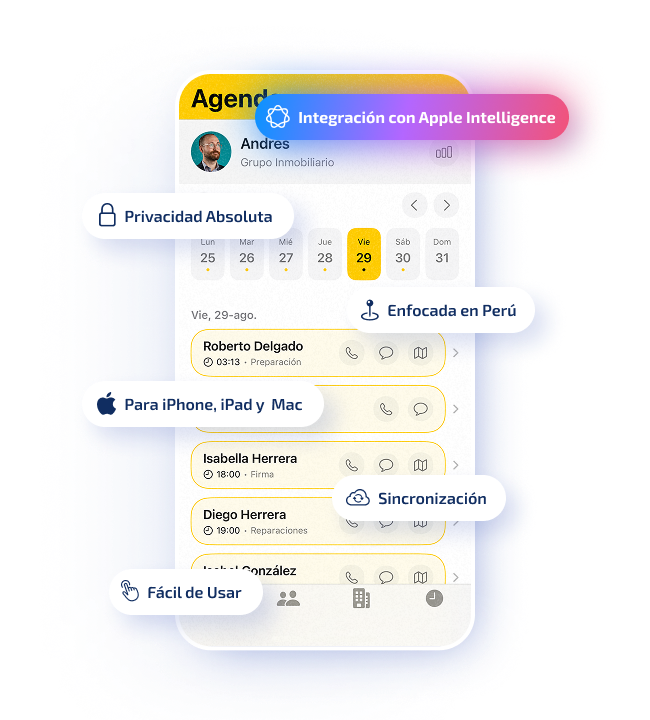 Agenda
Integración con Apple Intelligence
Andrés
Grupo Inmobiliario
Privacidad Absoluta
Lun Mar Mié Jue Vie Sáb Dom
25 26 27 28 29 30 31
Enfocada en Perú
Vie, 29-ago.
Roberto Delgado
03:13 • Preparación
Para iPhone, iPad y Mac
Isabella Herrera
18:00 • Firma
Sincronización
Diego Herrera
19:00 • Reparaciones
Isabel González
Fácil de Usar